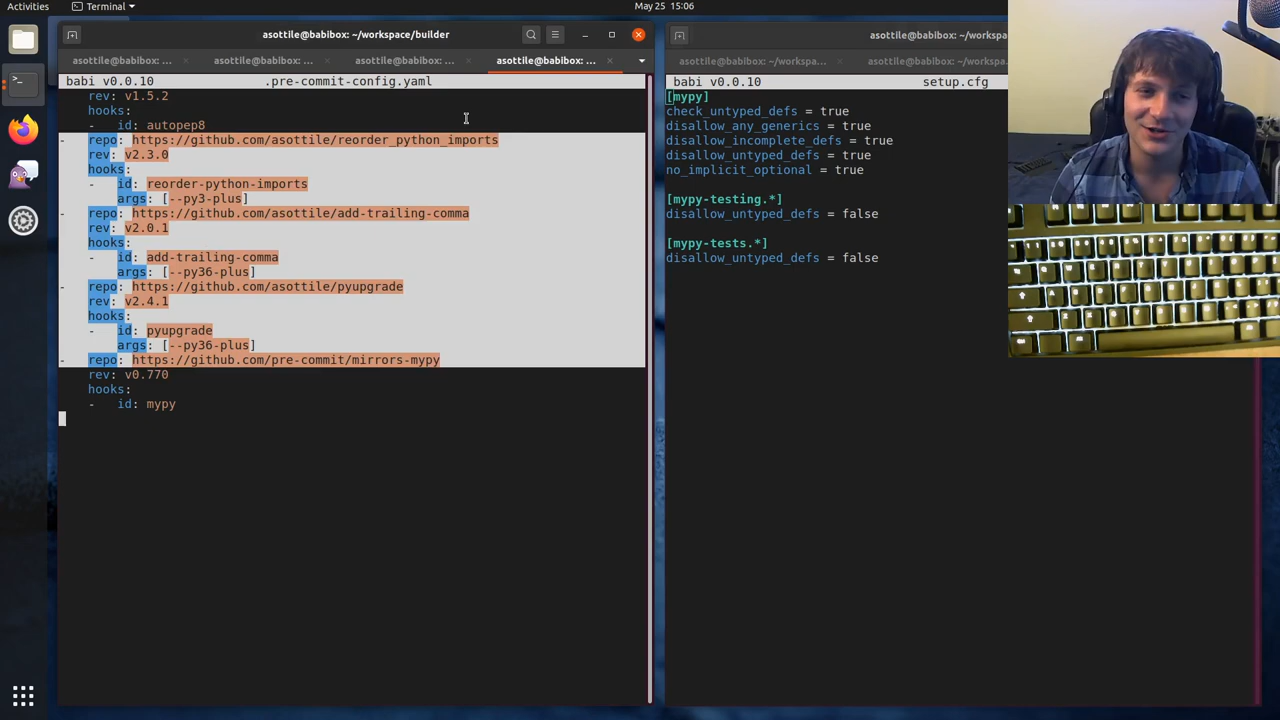 Activities
Terminal
May 25 15:06
asottile@babibox: ~/workspace/builder
asottile@babibox: ...
asottile@babibox: ...
asottile@babibox: ...
asottile@babibox: ...
babi v0.0.10
.pre-commit-config.yaml
rev: v1.5.2
hooks:
- id: autopep8
- repo: https://github.com/asottile/reorder_python_imports
rev: v2.3.0
hooks:
- id: reorder-python-imports
args: [--py3-plus]
- repo: https://github.com/asottile/add-trailing-comma
rev: v2.0.1
hooks:
- id: add-trailing-comma
args: [--py36-plus]
- repo: https://github.com/asottile/pyupgrade
rev: v2.4.1
hooks:
- id: pyupgrade
args: [--py36-plus]
- repo: https://github.com/pre-commit/mirrors-mypy
rev: v0.770
hooks:
- id: mypy
asottile@babibox: ~/workspa
asottile@babibox: ~/workspa...
asottile@babibox: ~/workspa
babi v0.0.10
setup.cfg
[mypy]
check_untyped_defs = true
disallow_any_generics = true
disallow_incomplete_defs = true
disallow_untyped_defs = true
no_implicit_optional = true
[mypy-testing.*]
disallow_untyped_defs = false
[mypy-tests.*]
disallow_untyped_defs = false